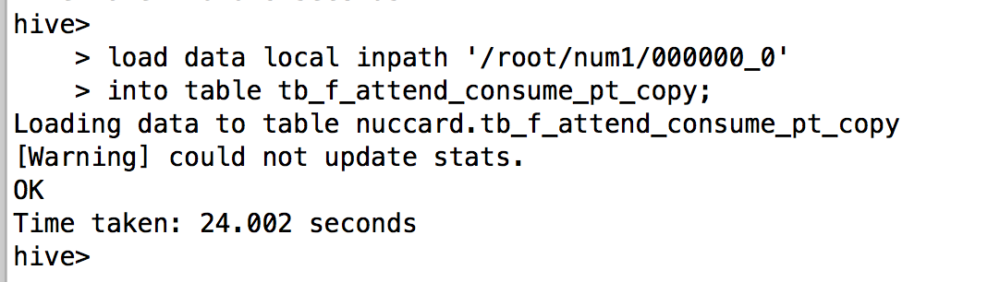 hive>
    > load data local inpath '/root/num1/000000_0'
    > into table tb_f_attend_consume_pt_copy;
Loading data to table nuccard.tb_f_attend_consume_pt_copy
[Warning] could not update stats.
OK
Time taken: 24.002 seconds
hive>